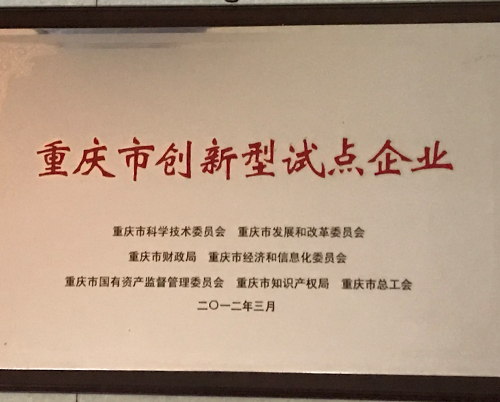 重庆市创新型试点企业
重庆市科学技术委员会 重庆市发展和改革委员会
重庆市财政局 重庆市经济和信息化委员会
重庆市国有资产监督管理委员会 重庆市知识产权局 重庆市总工会
二〇一二年三月